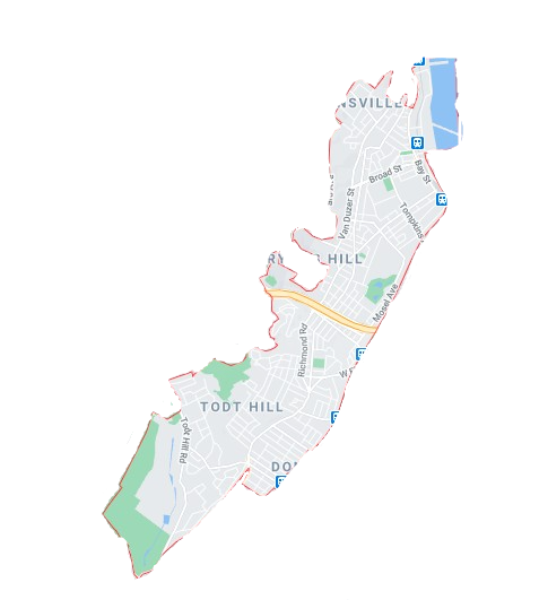 NSVILLE
Broad St
Bay St
Van Duzer St
Tompkins
HILL
Mosel Ave
Richmond Rd
TODT HILL
Todt Hill Rd
DO